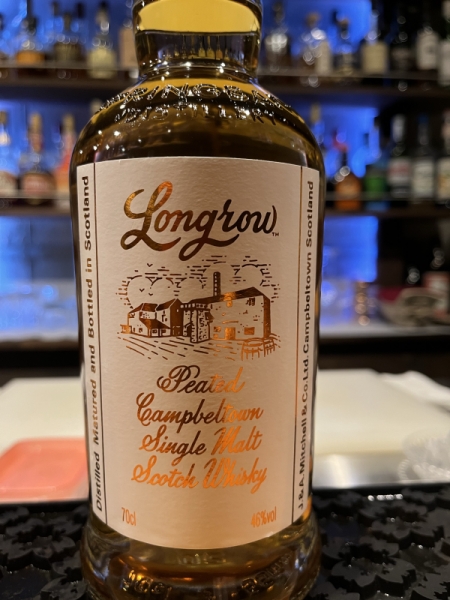 Longrow™
Peated
Campbeltown
Single Malt
Scotch Whisky
70cl
46%vol
Distilled Matured and Bottled in Scotland
J.&A.Mitchell & Co.Ltd.Campbeltown Scotland